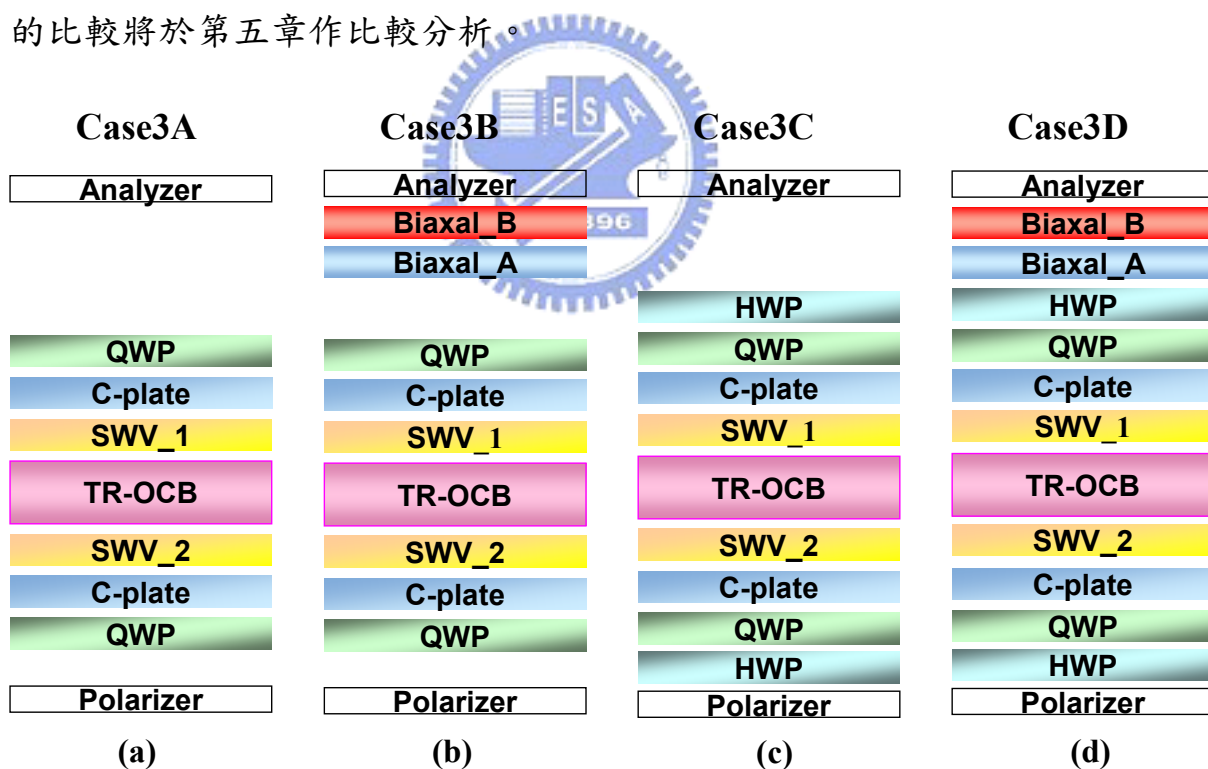 的比較將於第五章作比較分析。
ES A
896
Case3A
Analyzer
QWP
C-plate
SWV_1
TR-OCB
SWV_2
C-plate
QWP
Polarizer
(a)
Case3B
Analyzer
Biaxal_B
Biaxal_A
QWP
C-plate
SWV_1
TR-OCB
SWV_2
C-plate
QWP
Polarizer
(b)
Case3C
Analyzer
HWP
QWP
C-plate
SWV_1
TR-OCB
SWV_2
C-plate
QWP
HWP
Polarizer
(c)
Case3D
Analyzer
Biaxal_B
Biaxal_A
HWP
QWP
C-plate
SWV_1
TR-OCB
SWV_2
C-plate
QWP
HWP
Polarizer
(d)